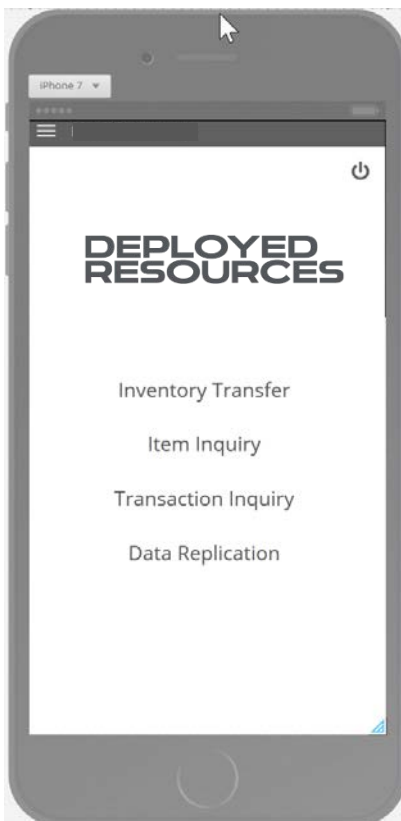 iPhone 7
DEPLOYED
RESOURCES
Inventory Transfer
Item Inquiry
Transaction Inquiry
Data Replication